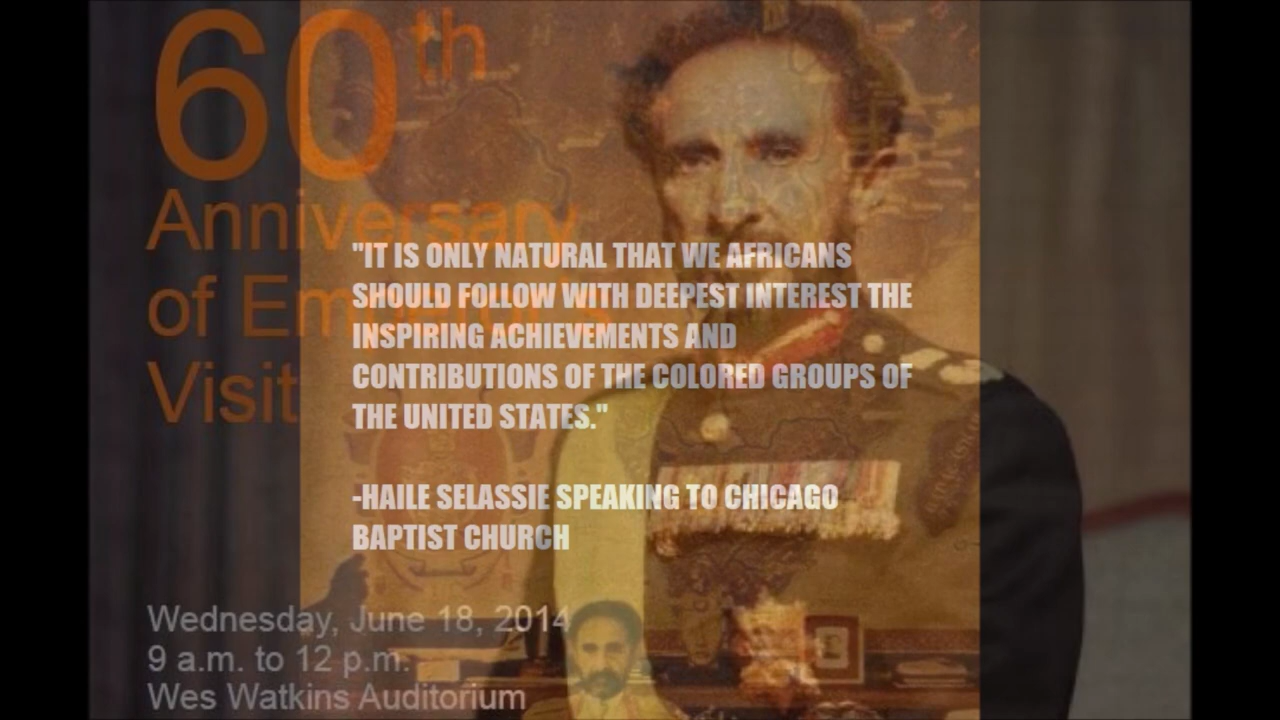 60th
Anniversary
of Emperor's
Visit
"IT IS ONLY NATURAL THAT WE AFRICANS
SHOULD FOLLOW WITH DEEPEST INTEREST THE
INSPIRING ACHIEVEMENTS AND
CONTRIBUTIONS OF THE COLORED GROUPS OF
THE UNITED STATES."
-HAILE SELASSIE SPEAKING TO CHICAGO
BAPTIST CHURCH
Wednesday, June 18, 2014
9 a.m. to 12 p.m.
Wes Watkins Auditorium